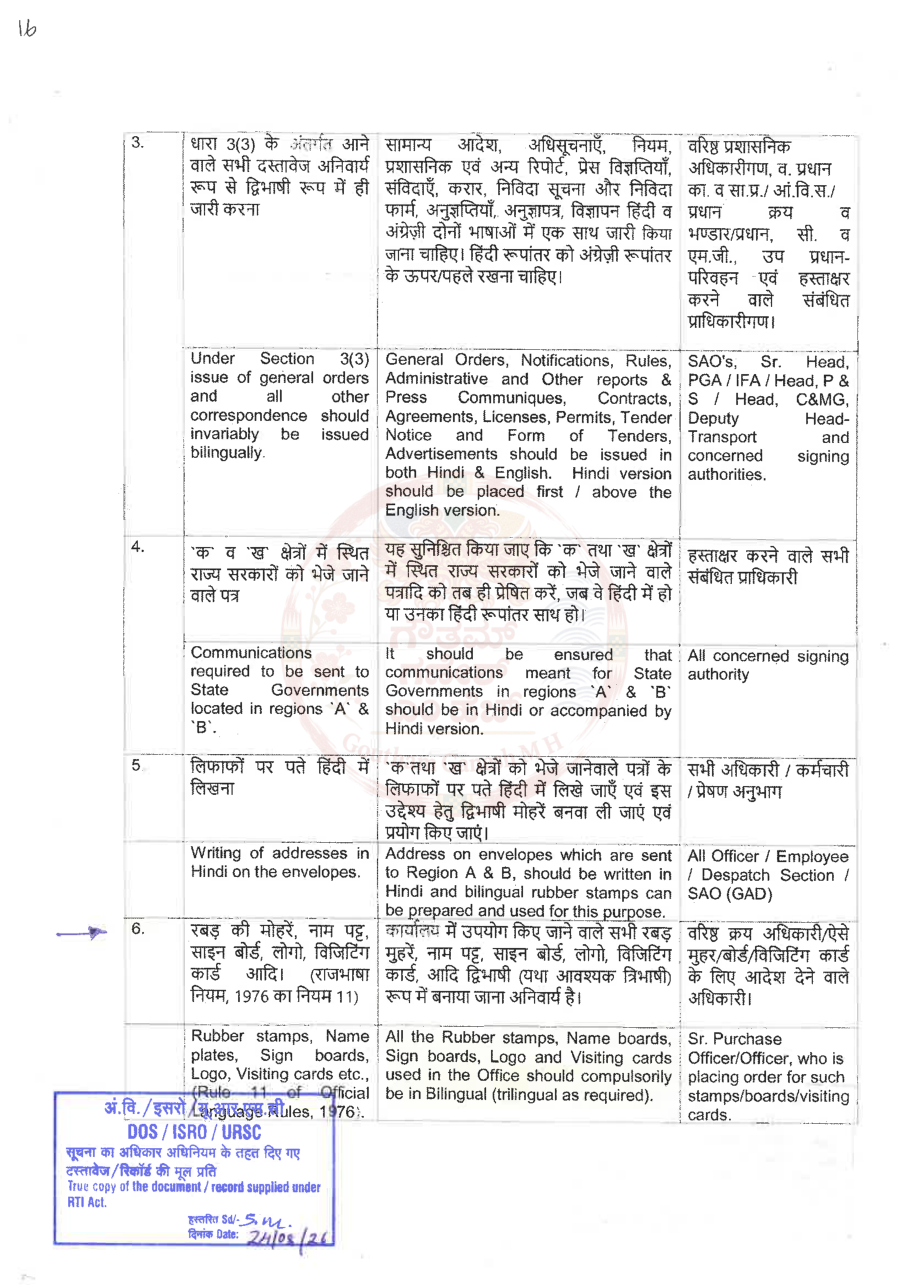 16
3.
धारा 3(3) के अंतर्गत आने
वाले सभी दस्तावेज अनिवार्य
रूप से द्विभाषी रूप में ही
जारी करना
सामान्य आदेश, अधिसूचनाएँ, नियम,
प्रशासनिक एवं अन्य रिपोर्ट, प्रेस विज्ञप्तियाँ,
संविदाएँ, करार, निविदा सूचना और निविदा
फार्म, अनुज्ञप्तियाँ, अनुज्ञापत्र, विज्ञापन हिंदी व
अंग्रेज़ी दोनों भाषाओं में एक साथ जारी किया
जाना चाहिए। हिंदी रूपांतर को अंग्रेज़ी रूपांतर
के ऊपर/पहले रखना चाहिए।
वरिष्ठ प्रशासनिक
अधिकारीगण, व. प्रधान
का. व सा.प्र./ आं.वि.स./
प्रधान क्रय व
भण्डार/प्रधान, सी. व
एम.जी., उप प्रधान-
परिवहन एवं हस्ताक्षर
करने वाले संबंधित
प्राधिकारीगण।
Under Section 3(3)
issue of general orders
and all other
correspondence should
invariably be issued
bilingually.
General Orders, Notifications, Rules,
Administrative and Other reports &
Press Communiques, Contracts,
Agreements, Licenses, Permits, Tender
Notice and Form of Tenders,
Advertisements should be issued in
both Hindi & English. Hindi version
should be placed first / above the
English version.
SAO's, Sr. Head,
PGA / IFA / Head, P &
S / Head, C&MG,
Deputy Head-
Transport and
concerned signing
authorities.
4.
`क` व `ख` क्षेत्रों में स्थित
राज्य सरकारों को भेजे जाने
वाले पत्र
यह सुनिश्चित किया जाए कि `क` तथा `ख` क्षेत्रों
में स्थित राज्य सरकारों को भेजे जाने वाले
पत्रादि को तब ही प्रेषित करें, जब वे हिंदी में हो
या उनका हिंदी रूपांतर साथ हो।
हस्ताक्षर करने वाले सभी
संबंधित प्राधिकारी
Communications
required to be sent to
State Governments
located in regions `A` &
`B`.
It should be ensured that
communications meant for State
Governments in regions `A` & `B`
should be in Hindi or accompanied by
Hindi version.
All concerned signing
authority
5
लिफाफों पर पते हिंदी में
लिखना
`क तथा `ख` क्षेत्रों को भेजे जानेवाले पत्रों के
लिफाफों पर पते हिंदी में लिखे जाएँ एवं इस
उद्देश्य हेतु द्विभाषी मोहरें बनवा ली जाएं एवं
प्रयोग किए जाएं।
सभी अधिकारी / कर्मचारी
/ प्रेषण अनुभाग
Writing of addresses in
Hindi on the envelopes.
Address on envelopes which are sent
to Region A & B, should be written in
Hindi and bilingual rubber stamps can
be prepared and used for this purpose.
All Officer / Employee
/ Despatch Section /
SAO (GAD)
6.
रबड़ की मोहरें, नाम पट्ट,
साइन बोर्ड, लोगो, विजिटिंग
कार्ड आदि। (राजभाषा
नियम, 1976 का नियम 11)
कार्यालय में उपयोग किए जाने वाले सभी रबड़
मुहरें, नाम पट्ट, साइन बोर्ड, लोगो, विजिटिंग
कार्ड, आदि द्विभाषी (यथा आवश्यक त्रिभाषी)
रूप में बनाया जाना अनिवार्य है।
वरिष्ठ क्रय अधिकारी/ऐसे
मुहर/बोर्ड/विजिटिंग कार्ड
के लिए आदेश देने वाले
अधिकारी।
Rubber stamps, Name
plates, Sign boards,
Logo, Visiting cards etc.,
(Rule 11 of Official
Language Rules, 1976).
All the Rubber stamps, Name boards,
Sign boards, Logo and Visiting cards
used in the Office should compulsorily
be in Bilingual (trilingual as required).
Sr. Purchase
Officer/Officer, who is
placing order for such
stamps/boards/visiting
cards.
अं.वि./इसरो/यू.आर.एस.सी
DOS / ISRO / URSC
सूचना का अधिकार अधिनियम के तहत दिए गए
दस्तावेज/रिकॉर्ड की मूल प्रति
True copy of the document / record supplied under
RTI Act.
हस्तरित Sd/- S.M.
दिनांक Date: 24/08/26